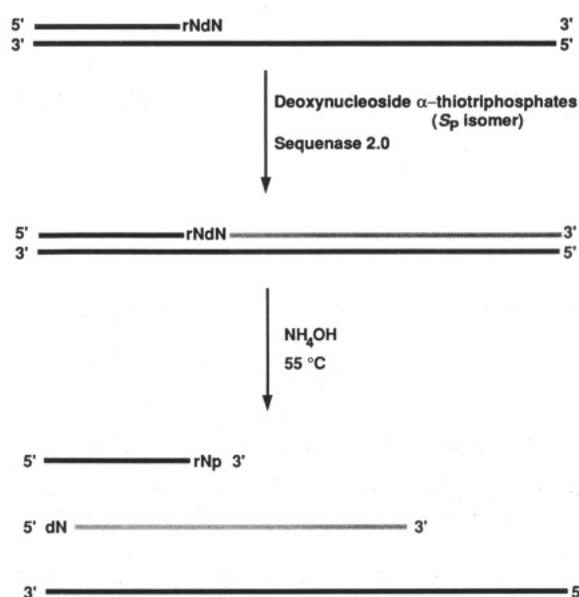 5' rNdN 3'
3' 5'
Deoxynucleoside α-thiotriphosphates
(SP isomer)
Sequenase 2.0
5' rNdN 3'
3' 5'
NH4OH
55 °C
5' rNp 3'
5' dN 3'
3' 5'